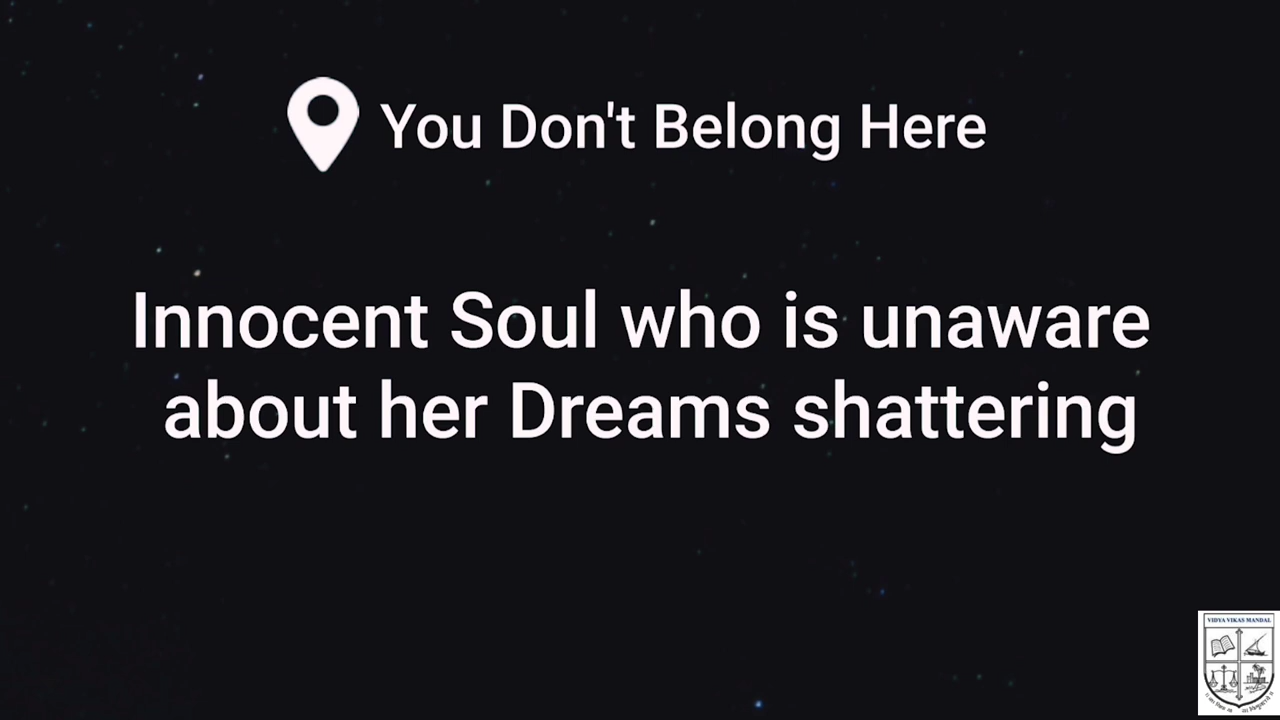 You Don't Belong Here
Innocent Soul who is unaware
about her Dreams shattering
VIDYA VIKAS MANDAL